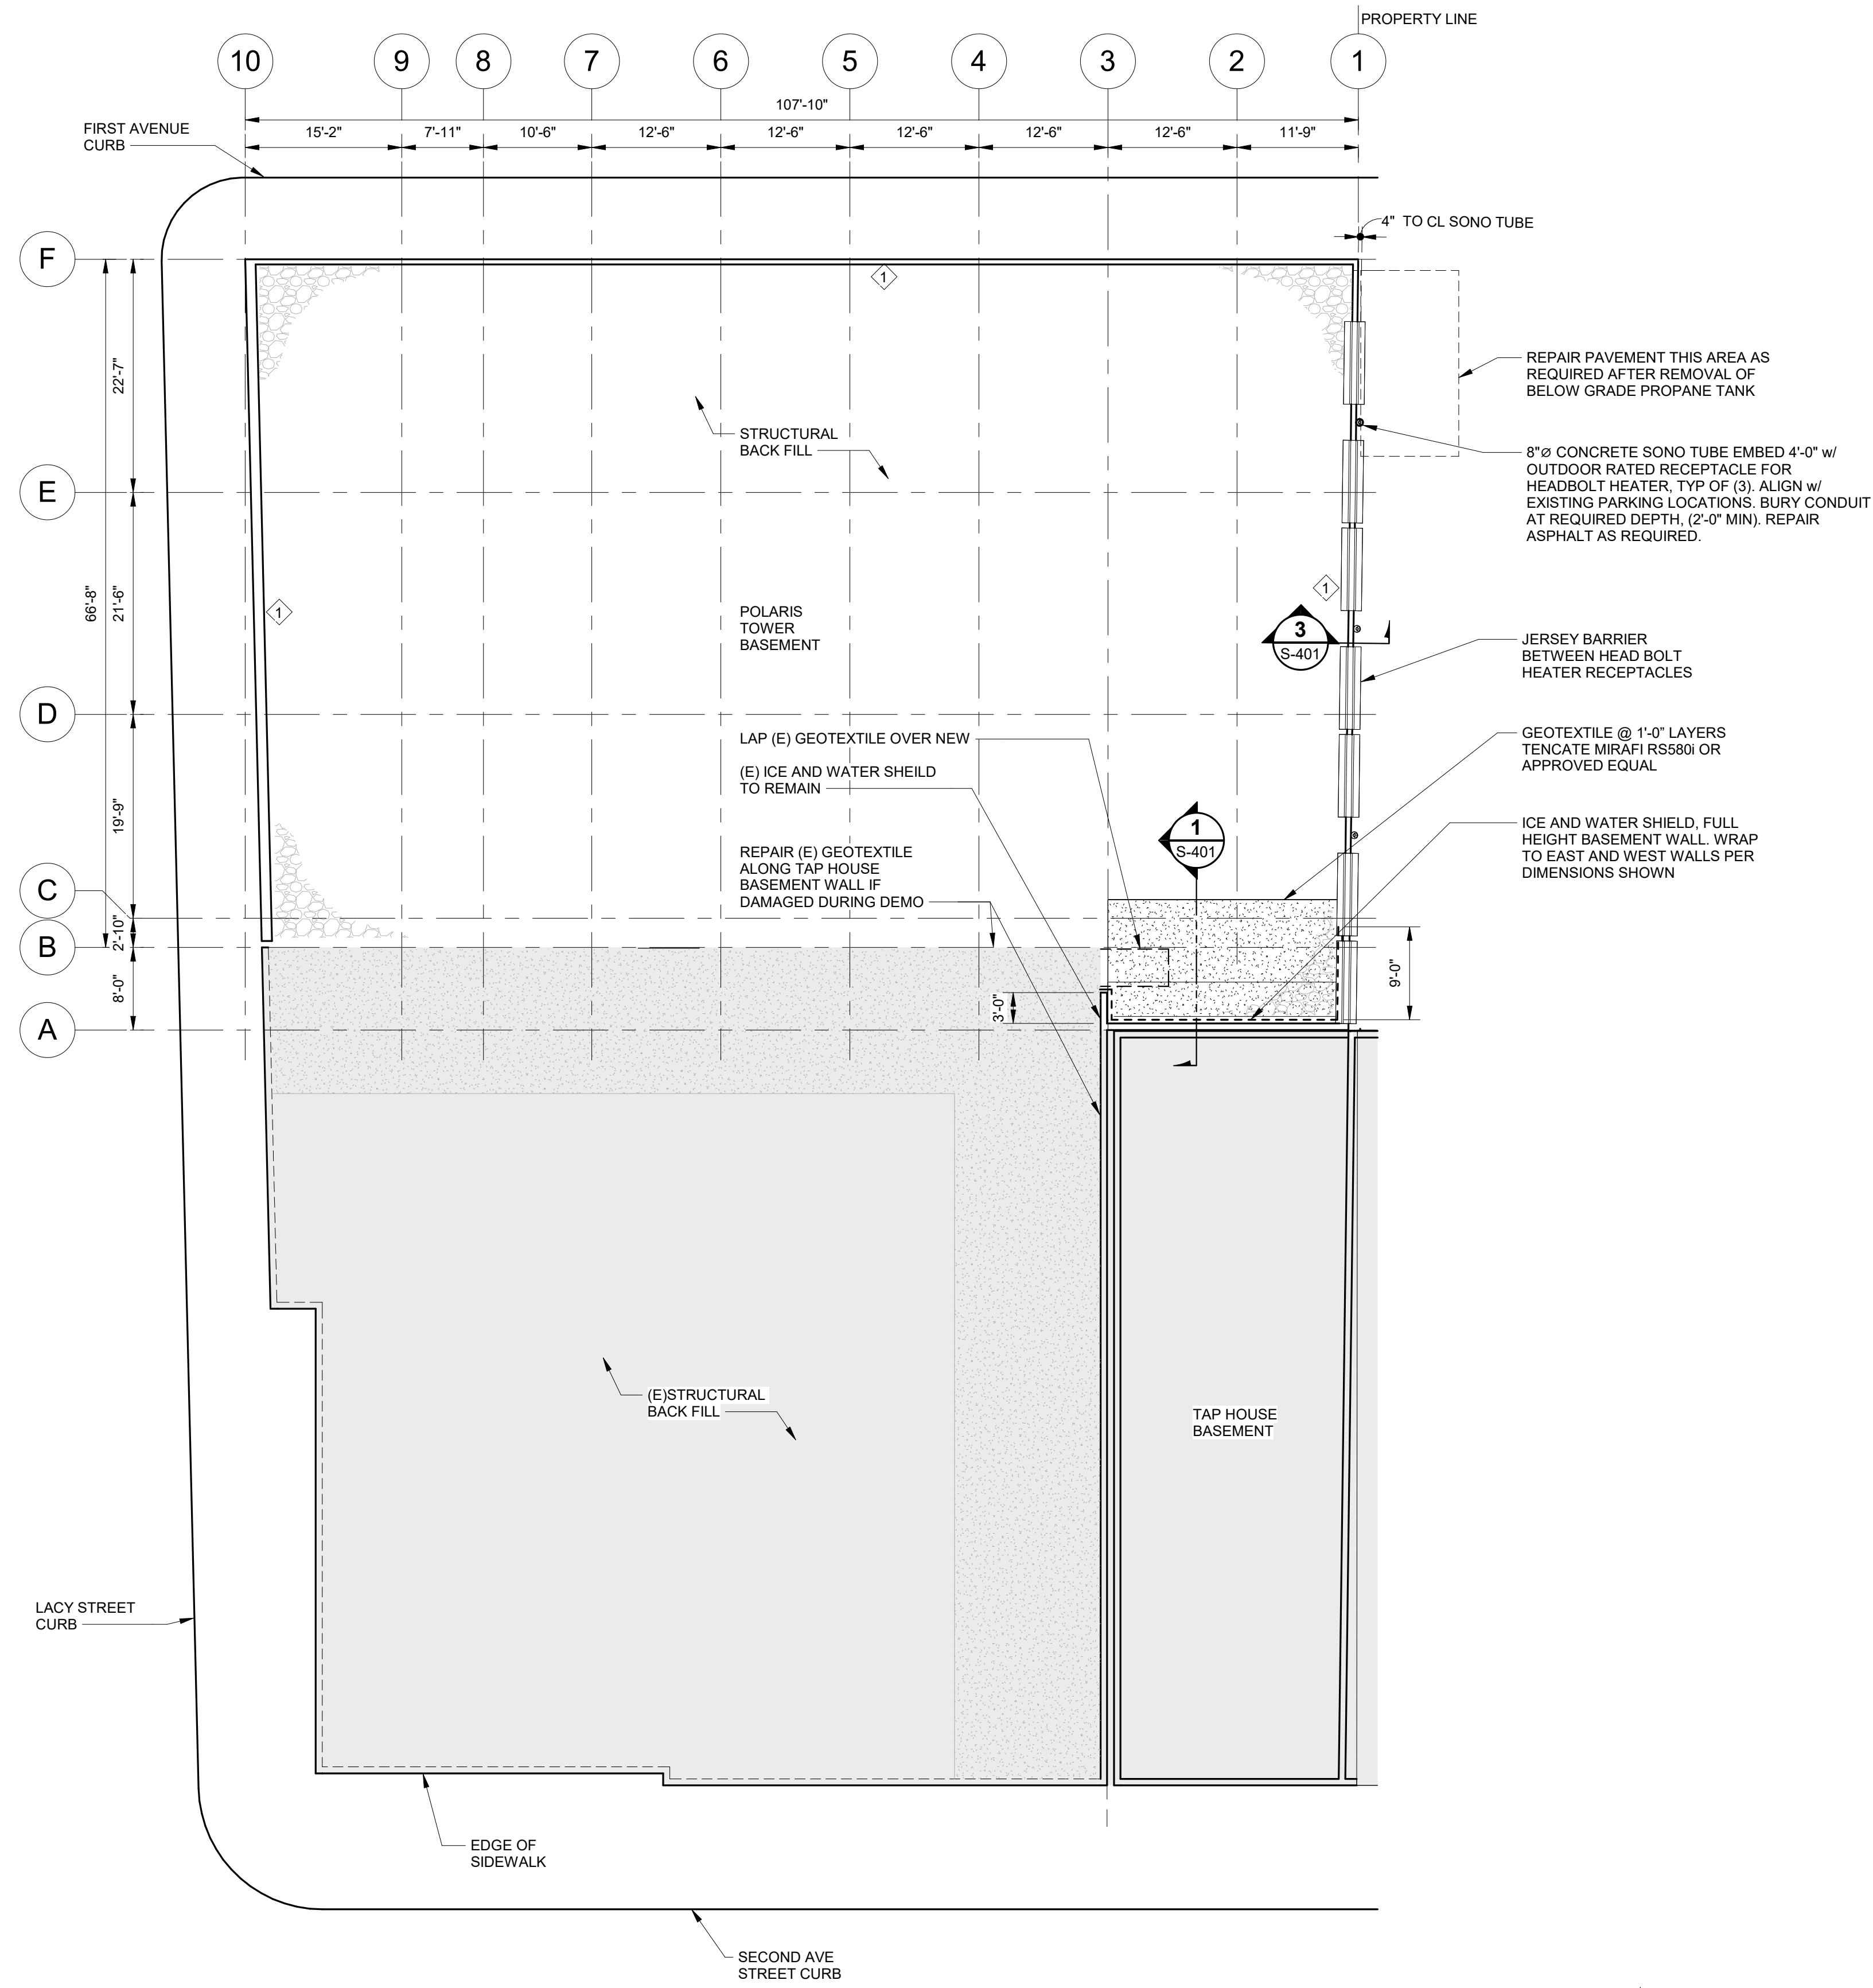 PROPERTY LINE
10
9
8
7
6
5
4
3
2
1
107'-10"
15'-2"
7'-11"
10'-6"
12'-6"
12'-6"
12'-6"
12'-6"
12'-6"
11'-9"
FIRST AVENUE
CURB
4" TO CL SONO TUBE
F
1
22'-7"
REPAIR PAVEMENT THIS AREA AS
REQUIRED AFTER REMOVAL OF
BELOW GRADE PROPANE TANK
STRUCTURAL
BACK FILL
8"Ø CONCRETE SONO TUBE EMBED 4'-0" w/
OUTDOOR RATED RECEPTACLE FOR
HEADBOLT HEATER, TYP OF (3). ALIGN w/
EXISTING PARKING LOCATIONS. BURY CONDUIT
AT REQUIRED DEPTH, (2'-0" MIN). REPAIR
ASPHALT AS REQUIRED.
E
66'-8"
21'-6"
1
1
POLARIS
TOWER
BASEMENT
3
S-401
JERSEY BARRIER
BETWEEN HEAD BOLT
HEATER RECEPTACLES
D
LAP (E) GEOTEXTILE OVER NEW
GEOTEXTILE @ 1'-0" LAYERS
TENCATE MIRAFI RS580i OR
APPROVED EQUAL
(E) ICE AND WATER SHEILD
TO REMAIN
19'-9"
1
S-401
ICE AND WATER SHIELD, FULL
HEIGHT BASEMENT WALL. WRAP
TO EAST AND WEST WALLS PER
DIMENSIONS SHOWN
REPAIR (E) GEOTEXTILE
ALONG TAP HOUSE
BASEMENT WALL IF
DAMAGED DURING DEMO
C
2'-10"
B
8'-0"
9'-0"
3'-0"
A
(E)STRUCTURAL
BACK FILL
TAP HOUSE
BASEMENT
LACY STREET
CURB
EDGE OF
SIDEWALK
SECOND AVE
STREET CURB